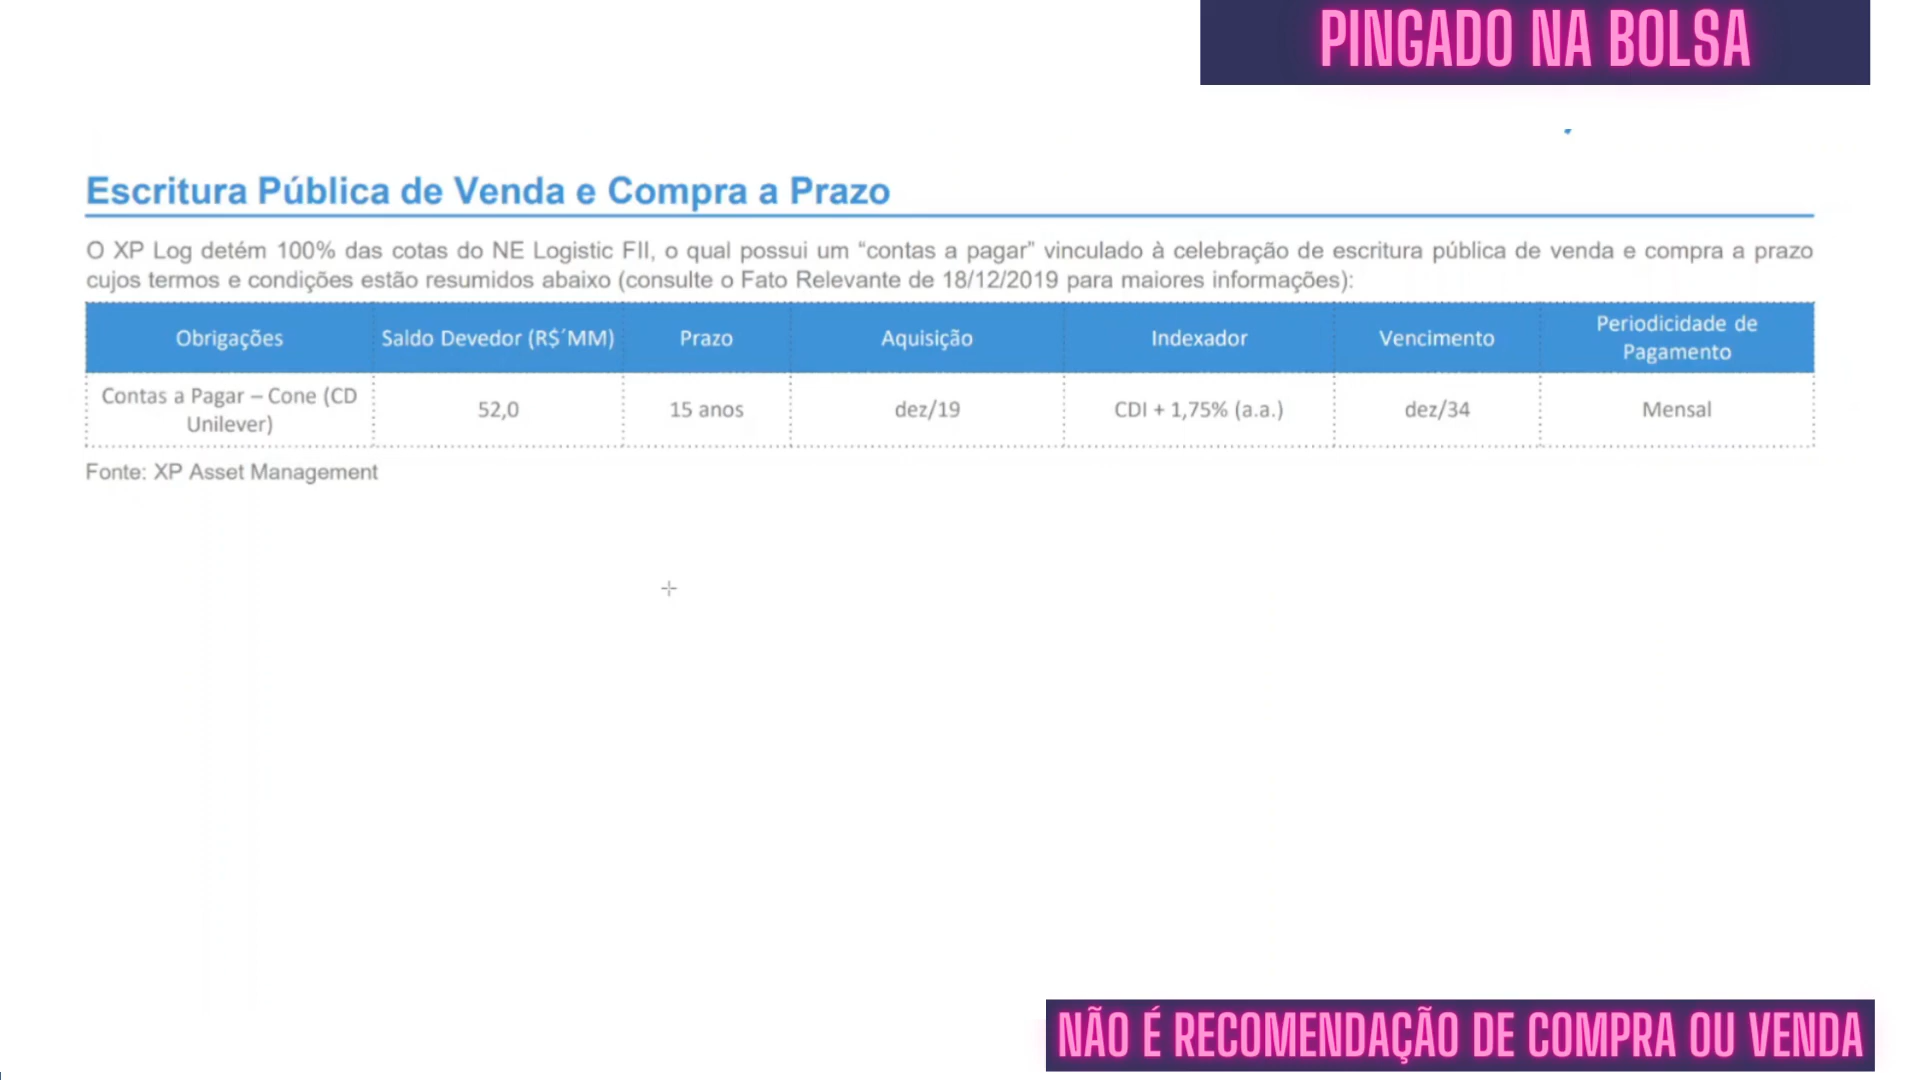 PINGADO NA BOLSA
Escritura Pública de Venda e Compra a Prazo
O XP Log detém 100% das cotas do NE Logistic FII, o qual possui um “contas a pagar” vinculado à celebração de escritura pública de venda e compra a prazo
cujos termos e condições estão resumidos abaixo (consulte o Fato Relevante de 18/12/2019 para maiores informações):
Obrigações Saldo Devedor (R$´MM) Prazo Aquisição Indexador Vencimento Periodicidade de Pagamento
Contas a Pagar – Cone (CD Unilever) 52,0 15 anos dez/19 CDI + 1,75% (a.a.) dez/34 Mensal
Fonte: XP Asset Management
NÃO É RECOMENDAÇÃO DE COMPRA OU VENDA